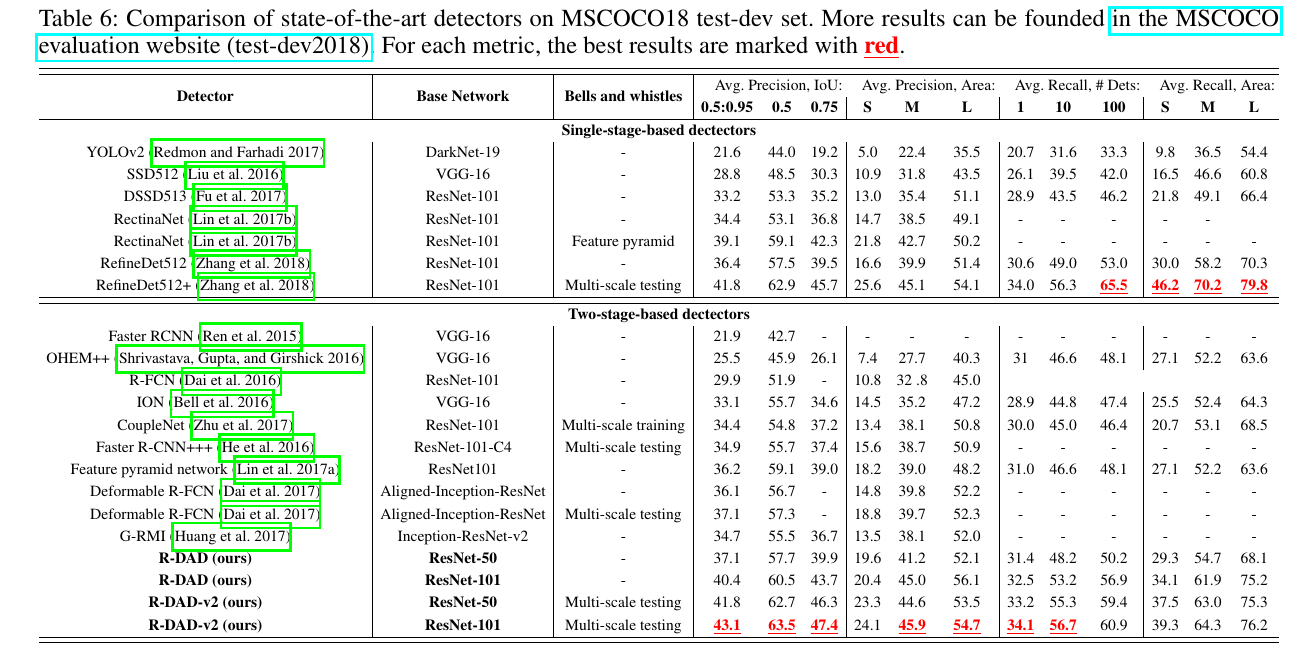 Table 6: Comparison of state-of-the-art detectors on MSCOCO18 test-dev set. More results can be founded in the MSCOCO
evaluation website (test-dev2018). For each metric, the best results are marked with red.
Detector Base Network Bells and whistles Avg. Precision, IoU: Avg. Precision, Area: Avg. Recall, # Dets: Avg. Recall, Area:
0.5:0.95 0.5 0.75 S M L 1 10 100 S M L
Single-stage-based dectectors
YOLOv2 (Redmon and Farhadi 2017) DarkNet-19 - 21.6 44.0 19.2 5.0 22.4 35.5 20.7 31.6 33.3 9.8 36.5 54.4
SSD512 (Liu et al. 2016) VGG-16 - 28.8 48.5 30.3 10.9 31.8 43.5 26.1 39.5 42.0 16.5 46.6 60.8
DSSD513 (Fu et al. 2017) ResNet-101 - 33.2 53.3 35.2 13.0 35.4 51.1 28.9 43.5 46.2 21.8 49.1 66.4
RectinaNet (Lin et al. 2017b) ResNet-101 - 34.4 53.1 36.8 14.7 38.5 49.1 - - - - -
RectinaNet (Lin et al. 2017b) ResNet-101 Feature pyramid 39.1 59.1 42.3 21.8 42.7 50.2 - - - - - -
RefineDet512 (Zhang et al. 2018) ResNet-101 - 36.4 57.5 39.5 16.6 39.9 51.4 30.6 49.0 53.0 30.0 58.2 70.3
RefineDet512+ (Zhang et al. 2018) ResNet-101 Multi-scale testing 41.8 62.9 45.7 25.6 45.1 54.1 34.0 56.3 65.5 46.2 70.2 79.8
Two-stage-based dectectors
Faster RCNN (Ren et al. 2015) VGG-16 - 21.9 42.7 - - - - - - - - - -
OHEM++ (Shrivastava, Gupta, and Girshick 2016) VGG-16 - 25.5 45.9 26.1 7.4 27.7 40.3 31 46.6 48.1 27.1 52.2 63.6
R-FCN (Dai et al. 2016) ResNet-101 - 29.9 51.9 - 10.8 32 .8 45.0
ION (Bell et al. 2016) VGG-16 - 33.1 55.7 34.6 14.5 35.2 47.2 28.9 44.8 47.4 25.5 52.4 64.3
CoupleNet (Zhu et al. 2017) ResNet-101 Multi-scale training 34.4 54.8 37.2 13.4 38.1 50.8 30.0 45.0 46.4 20.7 53.1 68.5
Faster R-CNN+++ (He et al. 2016) ResNet-101-C4 Multi-scale testing 34.9 55.7 37.4 15.6 38.7 50.9 - - - - - -
Feature pyramid network (Lin et al. 2017a) ResNet101 - 36.2 59.1 39.0 18.2 39.0 48.2 31.0 46.6 48.1 27.1 52.2 63.6
Deformable R-FCN (Dai et al. 2017) Aligned-Inception-ResNet - 36.1 56.7 - 14.8 39.8 52.2 - - - - - -
Deformable R-FCN (Dai et al. 2017) Aligned-Inception-ResNet Multi-scale testing 37.1 57.3 - 18.8 39.7 52.3 - - - - - -
G-RMI (Huang et al. 2017) Inception-ResNet-v2 - 34.7 55.5 36.7 13.5 38.1 52.0 - - - - - -
R-DAD (ours) ResNet-50 - 37.1 57.7 39.9 19.6 41.2 52.1 31.4 48.2 50.2 29.3 54.7 68.1
R-DAD (ours) ResNet-101 - 40.4 60.5 43.7 20.4 45.0 56.1 32.5 53.2 56.9 34.1 61.9 75.2
R-DAD-v2 (ours) ResNet-50 Multi-scale testing 41.8 62.7 46.3 23.3 44.6 53.5 33.2 55.3 59.4 37.5 63.0 75.3
R-DAD-v2 (ours) ResNet-101 Multi-scale testing 43.1 63.5 47.4 24.1 45.9 54.7 34.1 56.7 60.9 39.3 64.3 76.2